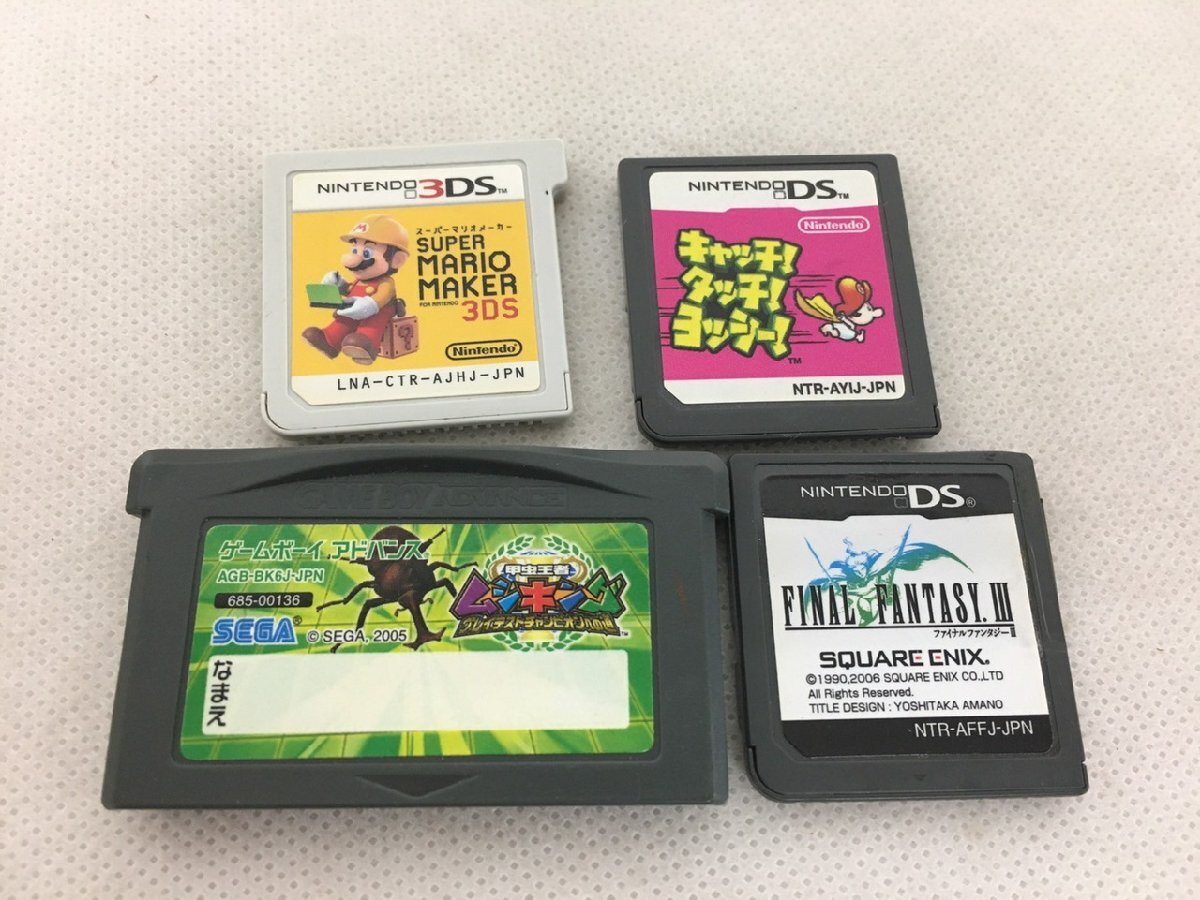 NINTENDO 3DS™
スーパーマリオメーカー
SUPER
MARIO
MAKER
FOR NINTENDO
3DS
Nintendo
LNA-CTR-AJHJ-JPN
NINTENDO DS™
Nintendo
キャッチ!
タッチ!
ヨッシー!
™
NTR-AYIJ-JPN
GAME BOY ADVANCE
ゲームボーイ アドバンス®
AGB-BK6J-JPN
685-00136
SEGA®
© SEGA, 2005
甲虫王者
ムシキング
グレイテストチャンピオンへの道
™
なまえ
NINTENDO DS®
FINAL FANTASY. III
ファイナルファンタジーIII
SQUARE ENIX®
©1990,2006 SQUARE ENIX CO.,LTD
All Rights Reserved.
TITLE DESIGN : YOSHITAKA AMANO
NTR-AFFJ-JPN